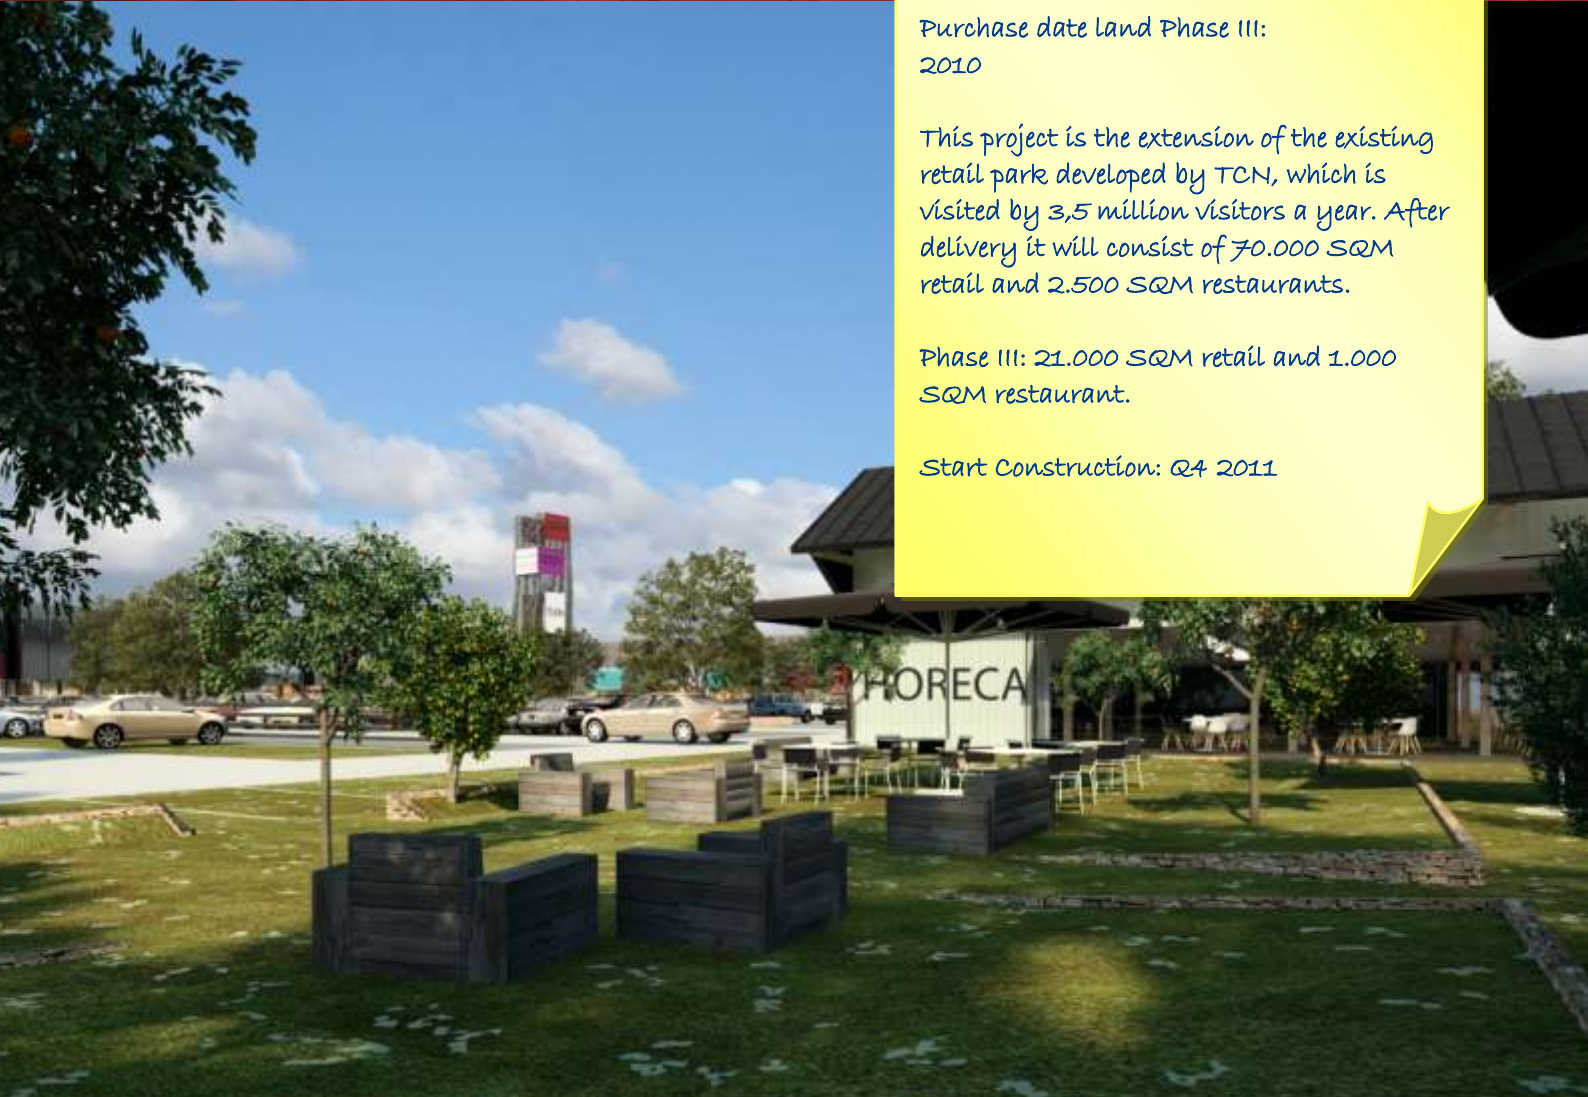 Purchase date land Phase III:
2010
This project is the extension of the existing
retail park developed by TCN, which is
visited by 3,5 million visitors a year. After
delivery it will consist of 70.000 SQM
retail and 2.500 SQM restaurants.
Phase III: 21.000 SQM retail and 1.000
SQM restaurant.
Start Construction: Q4 2011
HORECA